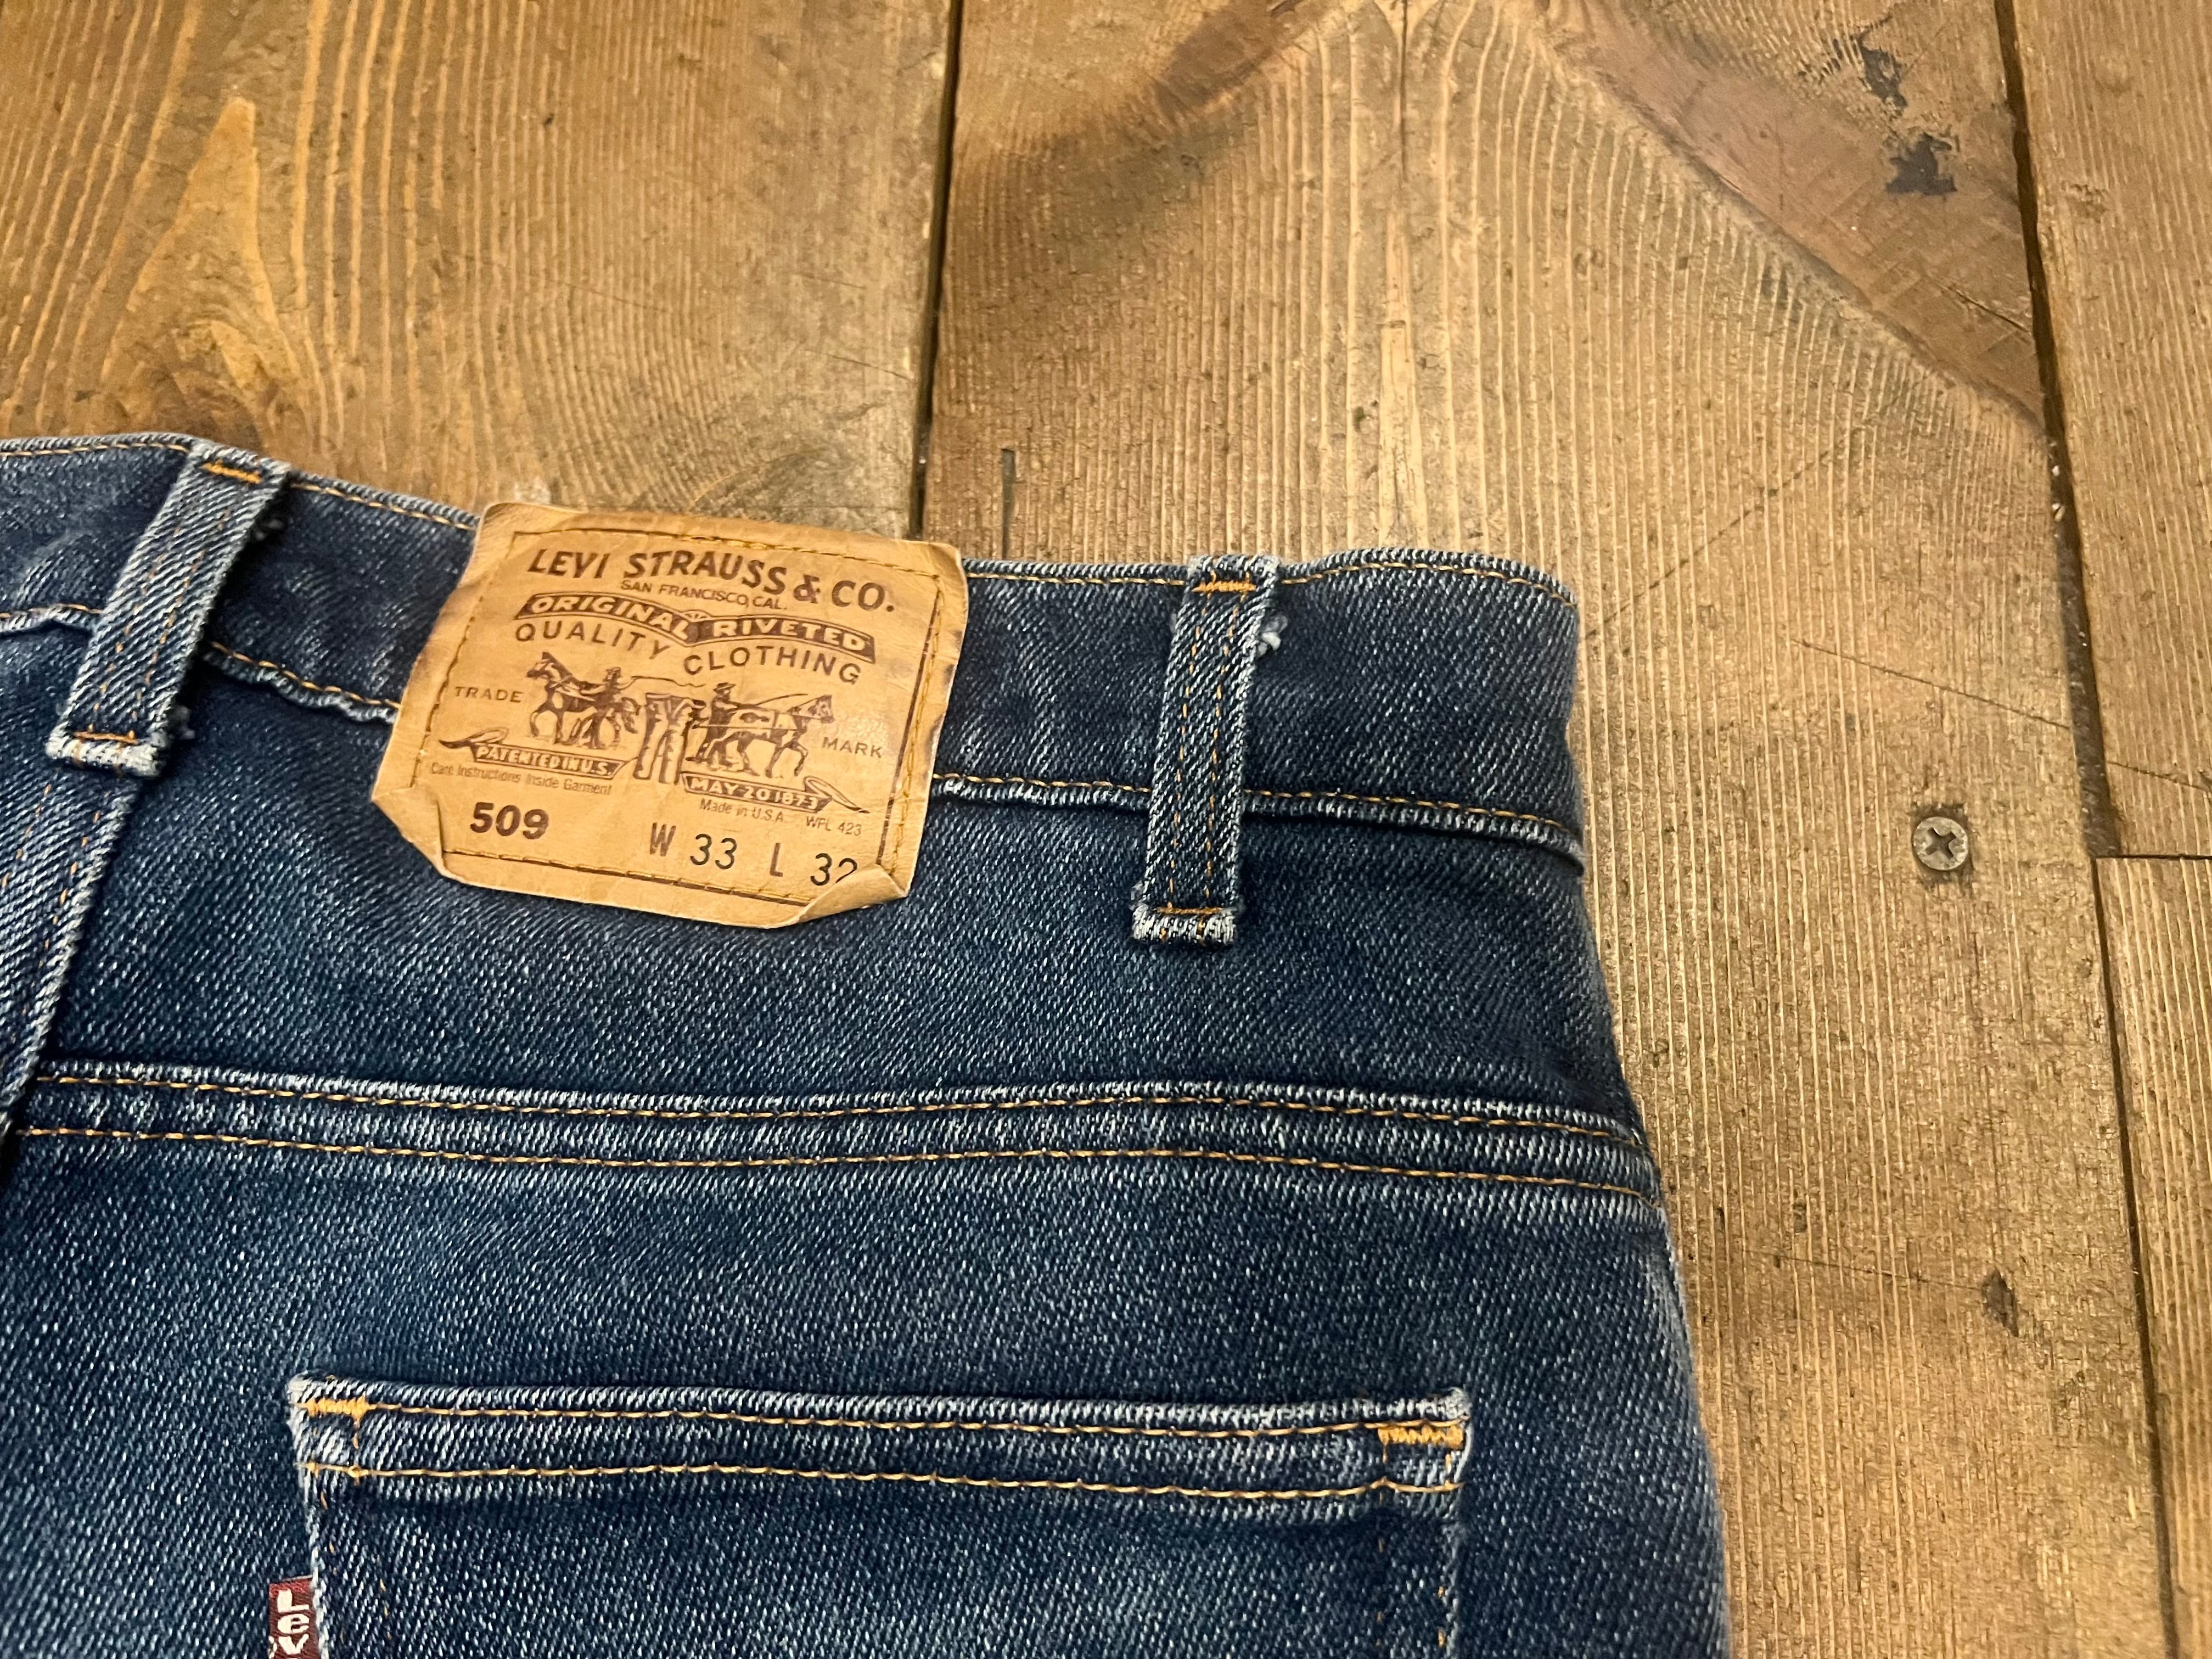 LEVI STRAUSS & CO.
SAN FRANCISCO, CAL.
ORIGINAL RIVETED
QUALITY CLOTHING
TRADE MARK
PATENTED IN U.S. MAY 20 1873
Care Instructions Inside Garment Made in U.S.A. WPL 423
509 W 33 L 32
Lev